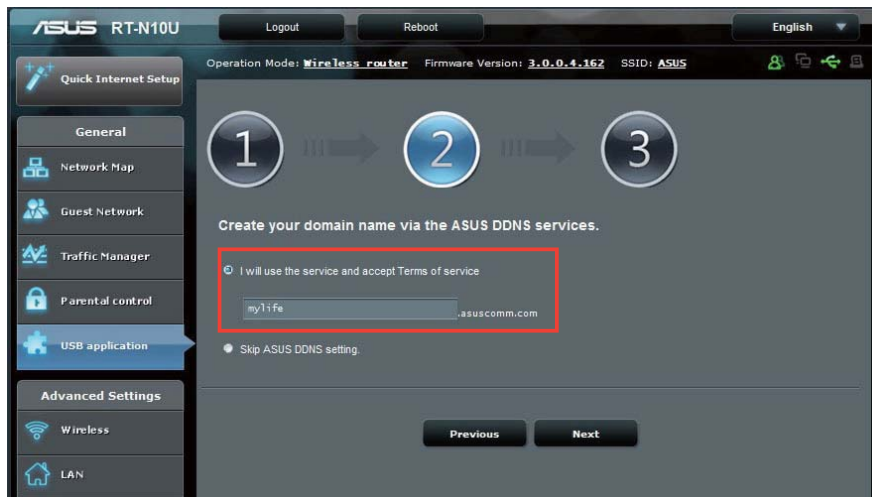 ASUS RT-N10U Logout Reboot English
Quick Internet Setup
Operation Mode: Wireless router Firmware Version: 3.0.0.4.162 SSID: ASUS
General
Network Map
Guest Network
Traffic Manager
Parental control
USB application
Advanced Settings
Wireless
LAN
1 2 3
Create your domain name via the ASUS DDNS services.
I will use the service and accept Terms of service
mylife .asuscomm.com
Skip ASUS DDNS setting.
Previous Next